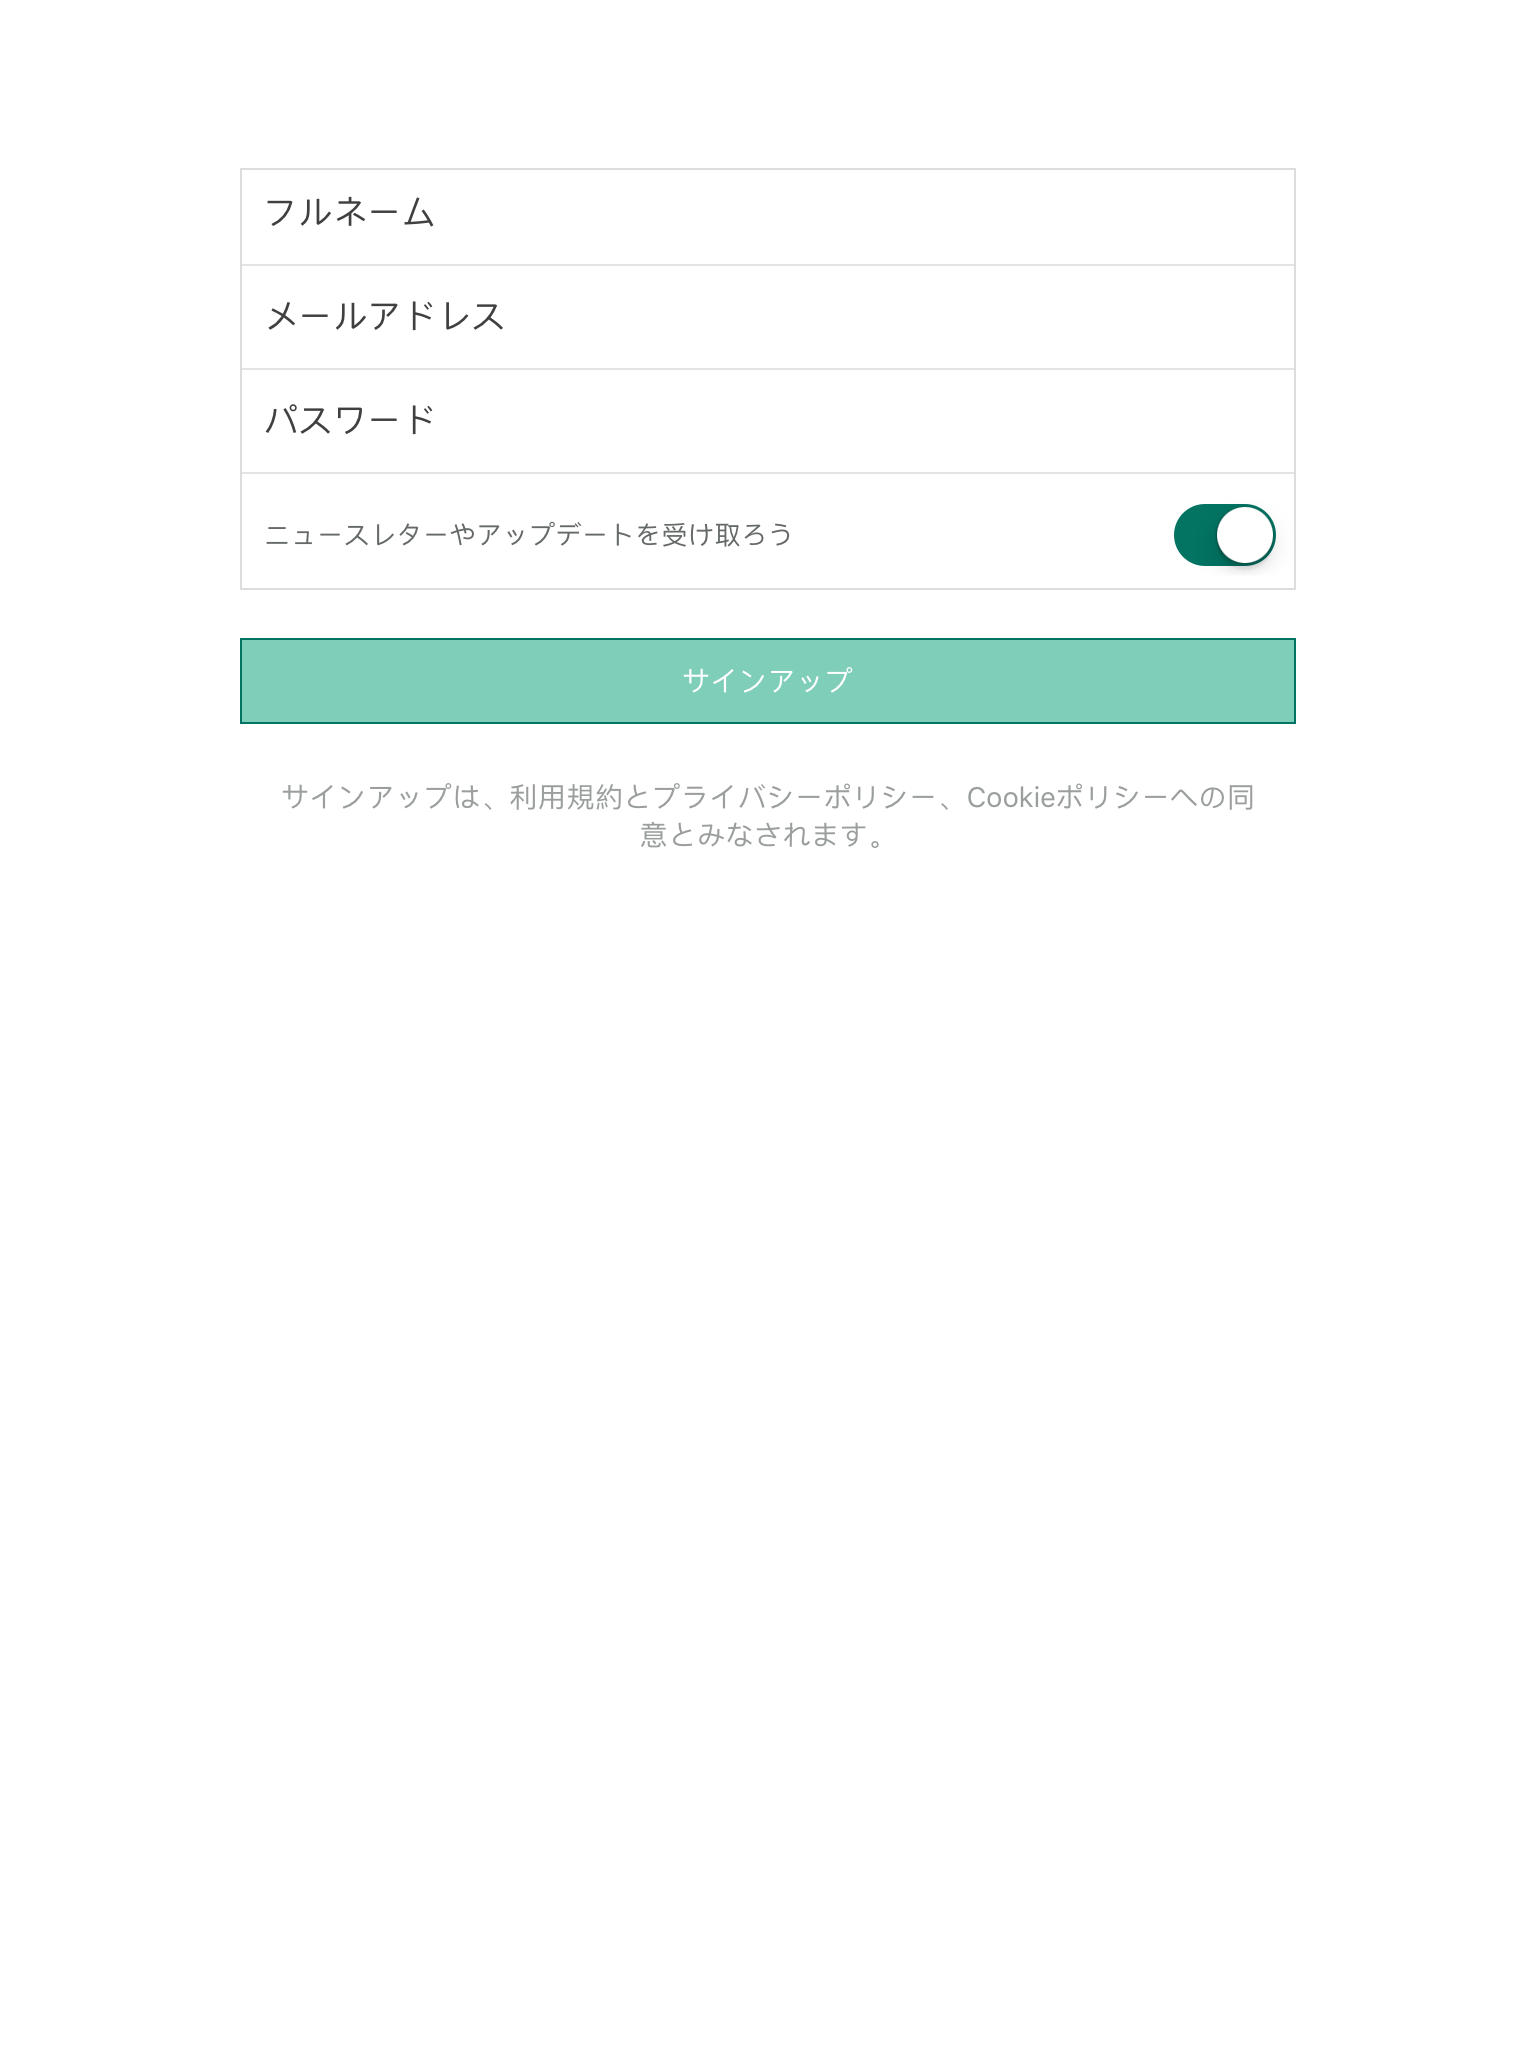 フルネーム
メールアドレス
パスワード
ニュースレターやアップデートを受け取ろう
サインアップ
サインアップは、利用規約とプライバシーポリシー、Cookieポリシーへの同
意とみなされます。